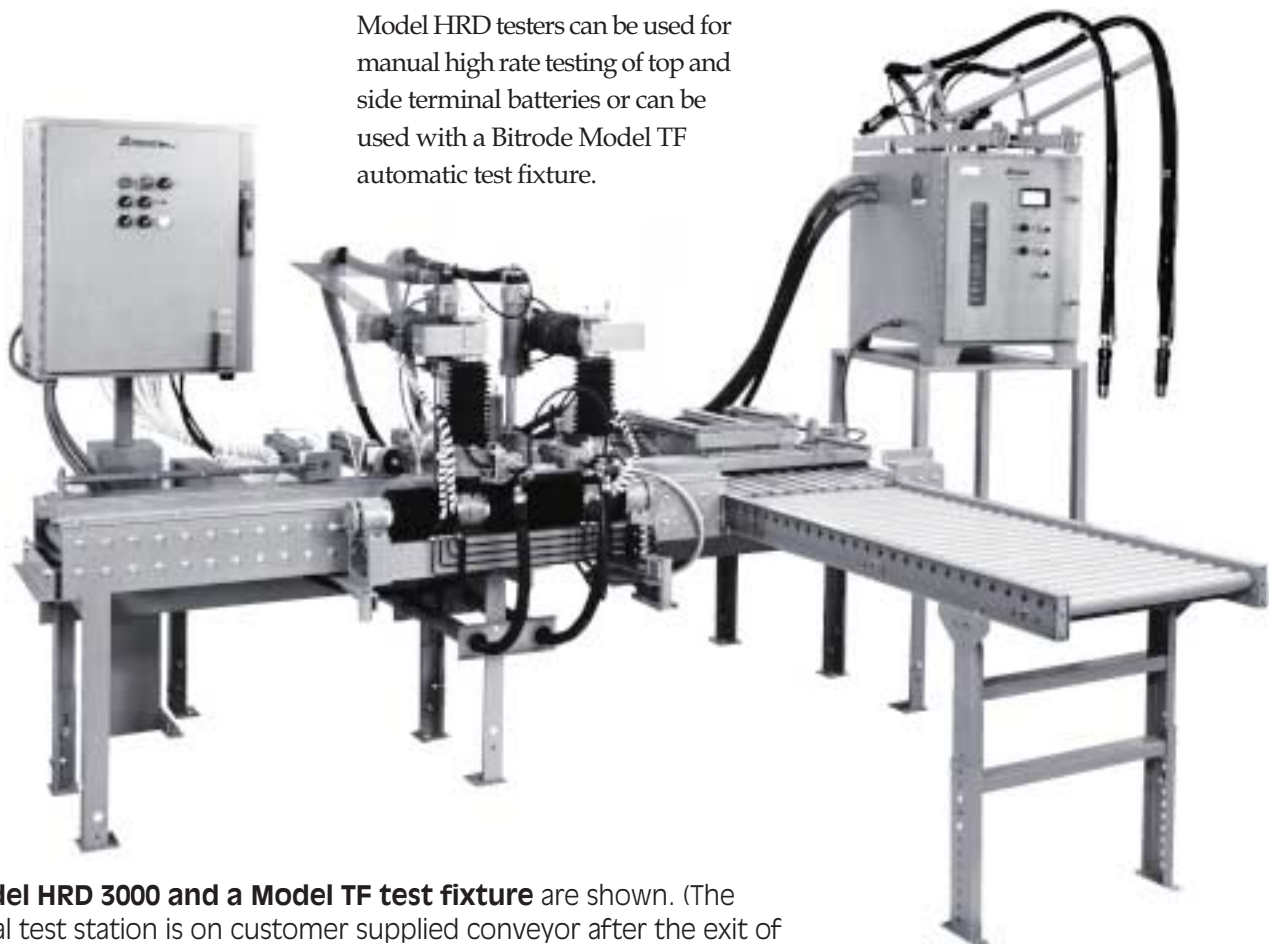 Model HRD testers can be used for
manual high rate testing of top and
side terminal batteries or can be
used with a Bitrode Model TF
automatic test fixture.
del HRD 3000 and a Model TF test fixture are shown. (The
al test station is on customer supplied conveyor after the exit of